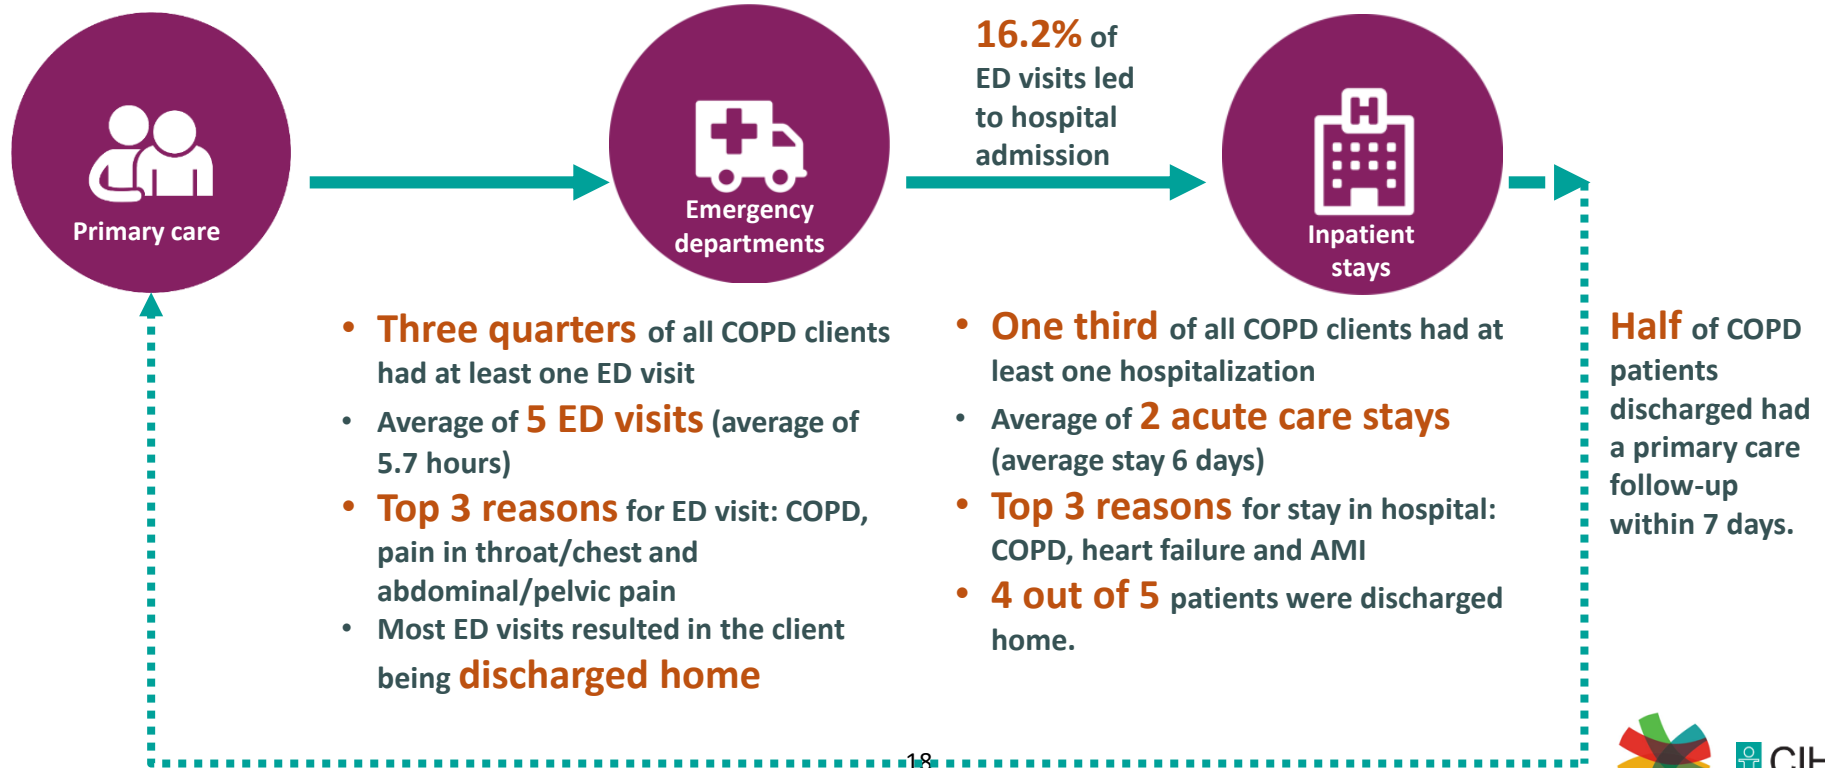 Primary care
Emergency
departments
16.2% of
ED visits led
to hospital
admission
H
Inpatient
stays
• Three quarters of all COPD clients
had at least one ED visit
• Average of 5 ED visits (average of
5.7 hours)
• Top 3 reasons for ED visit: COPD,
pain in throat/chest and
abdominal/pelvic pain
• Most ED visits resulted in the client
being discharged home
• One third of all COPD clients had at
least one hospitalization
• Average of 2 acute care stays
(average stay 6 days)
• Top 3 reasons for stay in hospital:
COPD, heart failure and AMI
• 4 out of 5 patients were discharged
home.
Half of COPD
patients
discharged had
a primary care
follow-up
within 7 days.
18
CIH